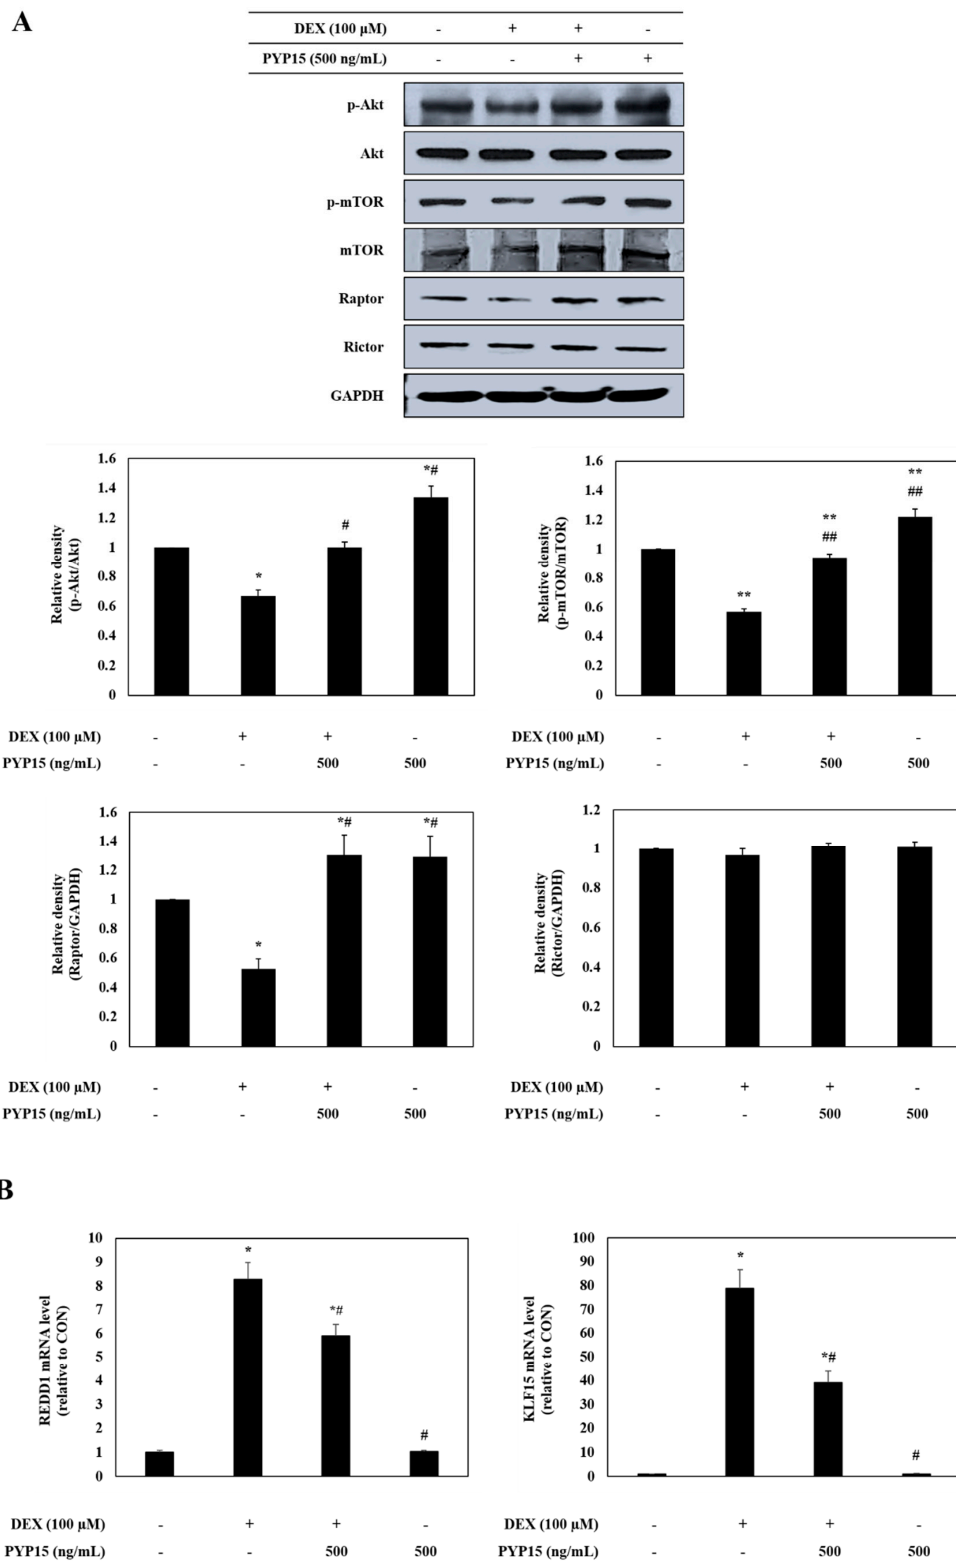 A
DEX (100 µM) - + + -
PYP15 (500 ng/mL) - - + +
p-Akt
Akt
p-mTOR
mTOR
Raptor
Rictor
GAPDH
Relative density
(p-Akt/Akt)
1.6
1.4
1.2
1
0.8
0.6
0.4
0.2
0
*
#
*#
DEX (100 µM) - + + -
PYP15 (ng/mL) - - 500 500
Relative density
(p-mTOR/mTOR)
1.6
1.4
1.2
1
0.8
0.6
0.4
0.2
0
**
**
##
**
##
DEX (100 µM) - + + -
PYP15 (ng/mL) - - 500 500
Relative density
(Raptor/GAPDH)
1.6
1.4
1.2
1
0.8
0.6
0.4
0.2
0
*
*#
*#
DEX (100 µM) - + + -
PYP15 (ng/mL) - - 500 500
Relative density
(Rictor/GAPDH)
1.2
1
0.8
0.6
0.4
0.2
0
DEX (100 µM) - + + -
PYP15 (ng/mL) - - 500 500
B
REDD1 mRNA level
(relative to CON)
10
9
8
7
6
5
4
3
2
1
0
*
*#
#
DEX (100 µM) - + + -
PYP15 (ng/mL) - - 500 500
KLF15 mRNA level
(relative to CON)
100
90
80
70
60
50
40
30
20
10
0
*
*#
#
DEX (100 µM) - + + -
PYP15 (ng/mL) - - 500 500